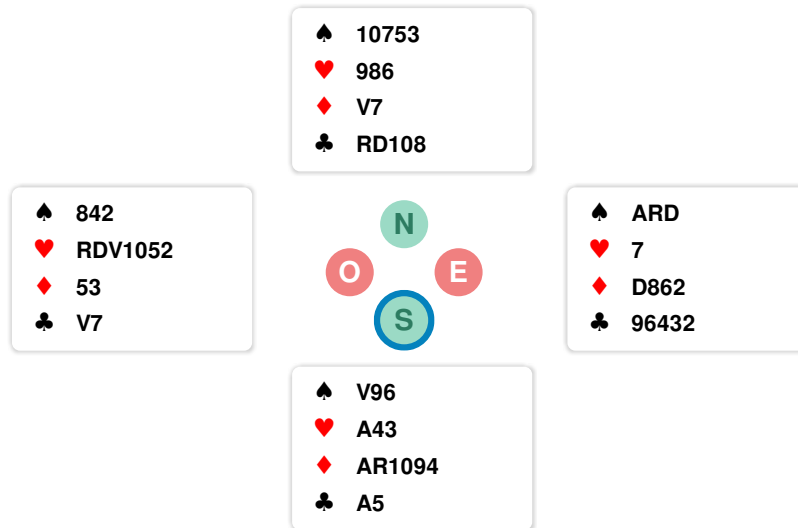 ♠ 10753
♥ 986
♦ V7
♣ RD108
♠ 842
♥ RDV1052
♦ 53
♣ V7
N
O E
S
♠ ARD
♥ 7
♦ D862
♣ 96432
♠ V96
♥ A43
♦ AR1094
♣ A5